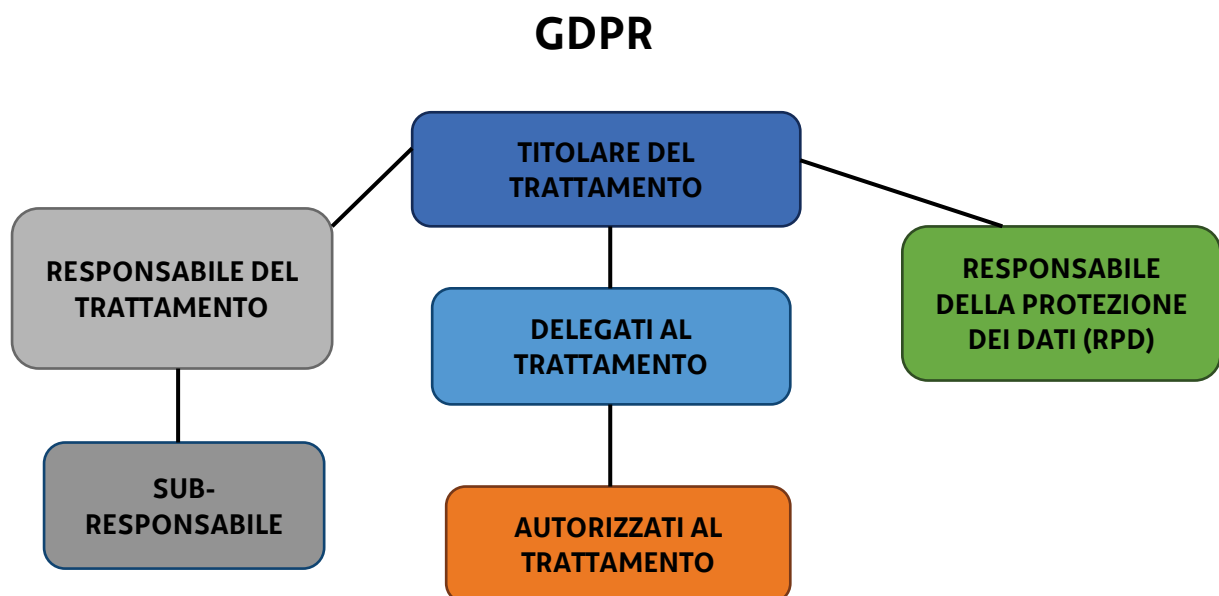 GDPR
TITOLARE DEL
TRATTAMENTO
RESPONSABILE DEL
TRATTAMENTO
RESPONSABILE
DELLA PROTEZIONE
DEI DATI (RPD)
DELEGATI AL
TRATTAMENTO
SUB-
RESPONSABILE
AUTORIZZATI AL
TRATTAMENTO